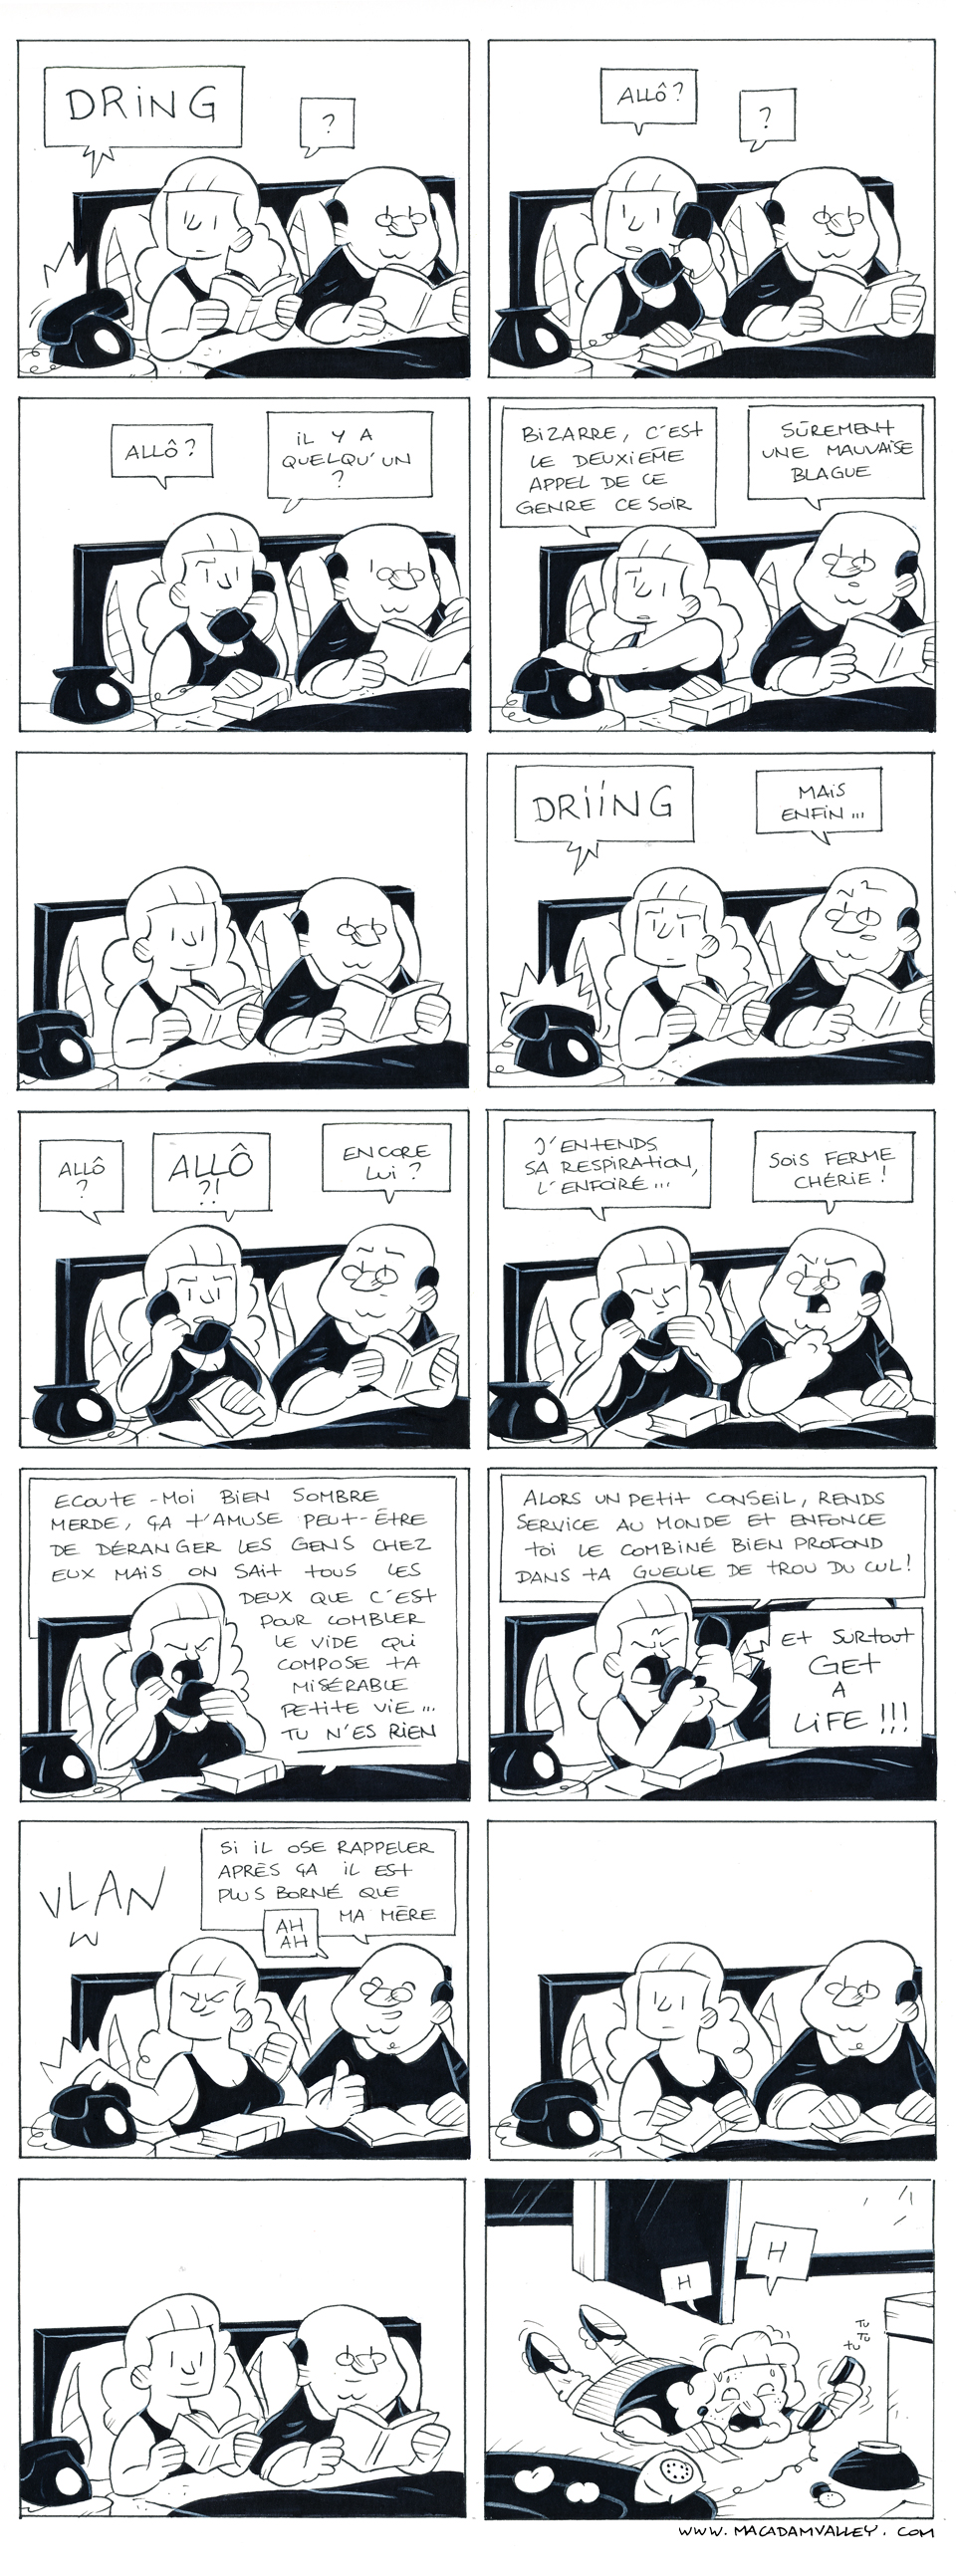 DRiNG
?
ALLÔ ?
?
ALLÔ ?
iL Y A
QUELQU'UN
?
BiZARRE, C'EST
LE DEUXiEME
APPEL DE CE
GENRE CE SOiR
SÛREMENT
UNE MAUVAiSE
BLAGUE
DRiiNG
MAiS
ENFiN ...
ALLÔ
?
ALLÔ
?!
ENCORE
LUi ?
J'ENTENDS
SA RESPiRATiON,
L'ENFOiRÉ ...
SOiS FERME
CHÉRiE !
ECOUTE - MOi BiEN SOMBRE
MERDE, ÇA T'AMUSE PEUT-ÊTRE
DE DÉRANGER LES GENS CHEZ
EUX MAiS ON SAiT TOUS LES
DEUX QUE C'EST
POUR COMBLER
LE ViDE QUi
COMPOSE TA
MiSÉRABLE
PETiTE ViE ...
TU N'ES RiEN
ALORS UN PETiT CONSEiL, RENDS
SERViCE AU MONDE ET ENFONCE
TOi LE COMBiNÉ BiEN PROFOND
DANS TA GUEULE DE TROU DU CUL !
ET SURTOUT
GET
A
LiFE !!!
VLAN
Si iL OSE RAPPELER
APRÈS ÇA iL EST
PLUS BORNÉ QUE
MA MÈRE
AH
AH
H
H
TU
TU
TU
WWW.MACADAMVALLEY.COM